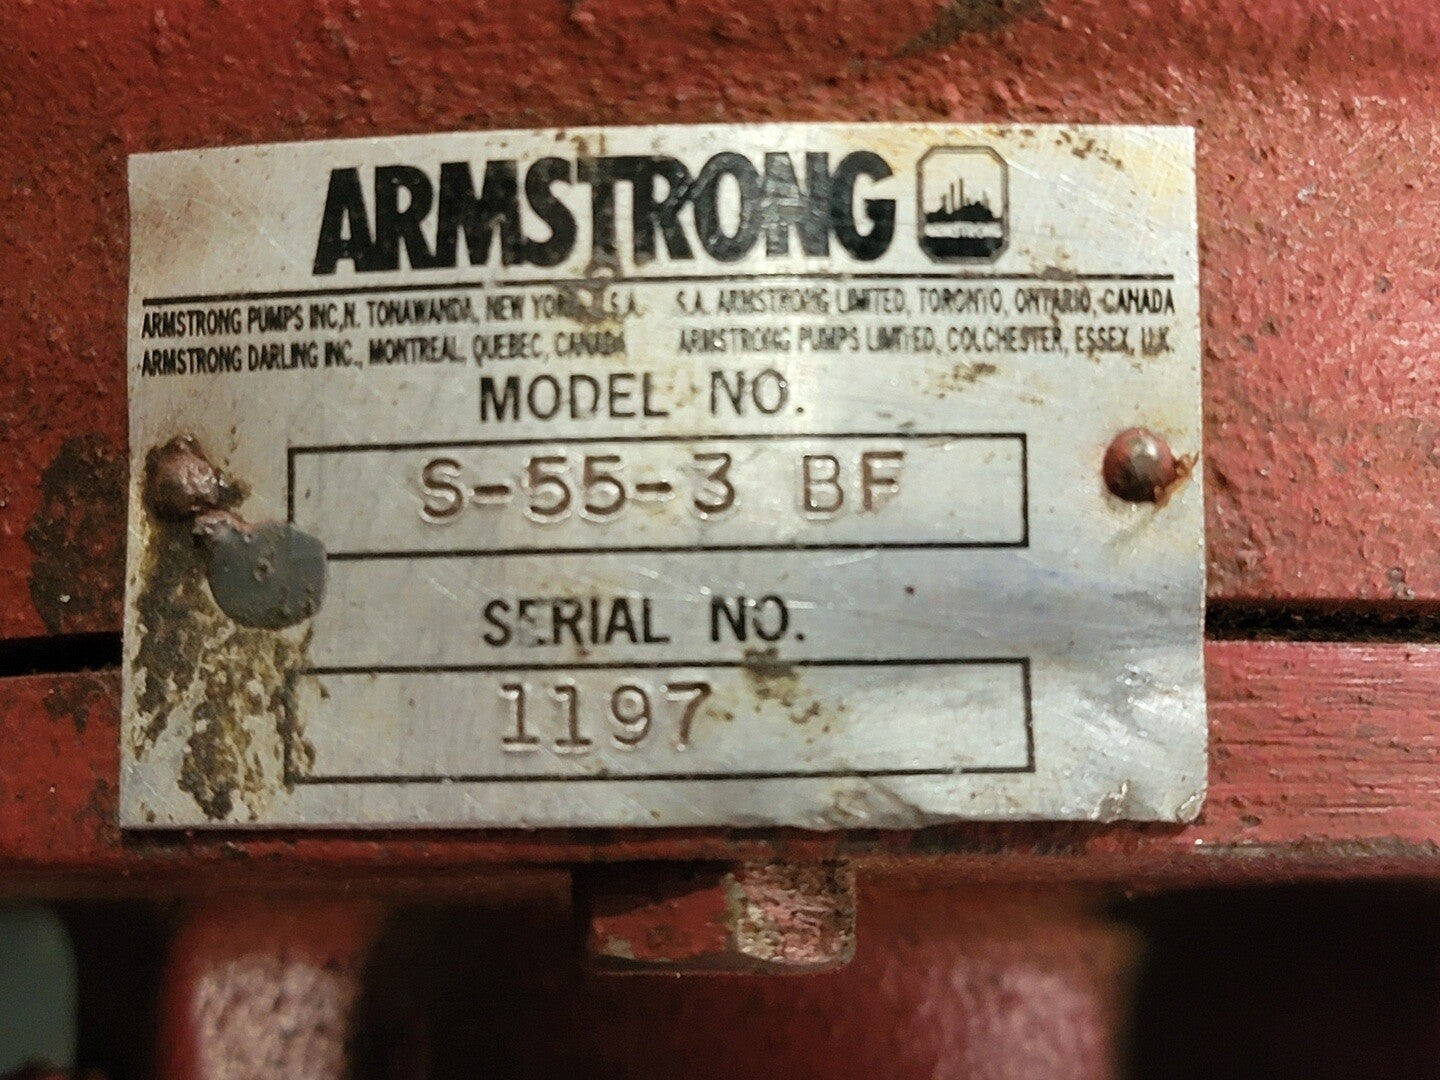 ARMSTRONG
ARMSTRONG
ARMSTRONG PUMPS INC, N. TONAWANDA, NEW YORK, U.S.A. S.A. ARMSTRONG LIMITED, TORONTO, ONTARIO, CANADA
ARMSTRONG DARLING INC., MONTREAL, QUEBEC, CANADA ARMSTRONG PUMPS LIMITED, COLCHESTER, ESSEX, U.K.
MODEL NO.
S-55-3 BF
SERIAL NO.
1197